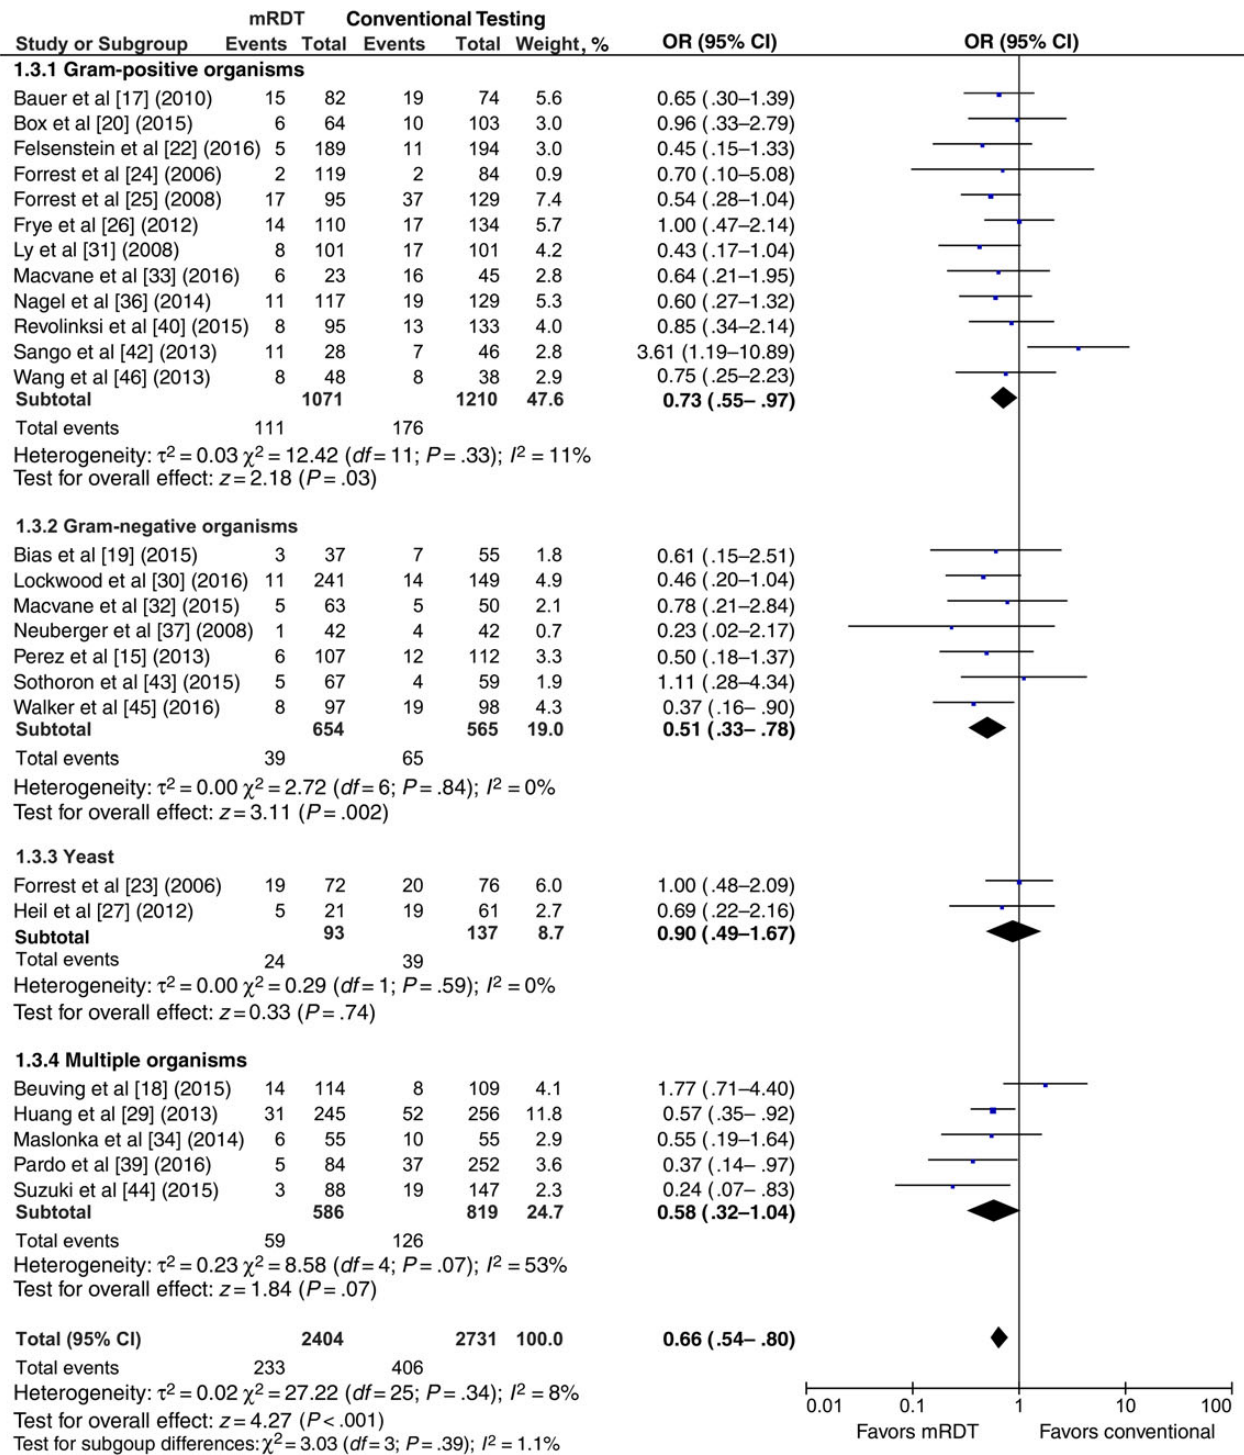 mRDT Conventional Testing
Study or Subgroup Events Total Events Total Weight, % OR (95% CI) OR (95% CI)
1.3.1 Gram-positive organisms
Bauer et al [17] (2010) 15 82 19 74 5.6 0.65 (.30–1.39)
Box et al [20] (2015) 6 64 10 103 3.0 0.96 (.33–2.79)
Felsenstein et al [22] (2016) 5 189 11 194 3.0 0.45 (.15–1.33)
Forrest et al [24] (2006) 2 119 2 84 0.9 0.70 (.10–5.08)
Forrest et al [25] (2008) 17 95 37 129 7.4 0.54 (.28–1.04)
Frye et al [26] (2012) 14 110 17 134 5.7 1.00 (.47–2.14)
Ly et al [31] (2008) 8 101 17 101 4.2 0.43 (.17–1.04)
Macvane et al [33] (2016) 6 23 16 45 2.8 0.64 (.21–1.95)
Nagel et al [36] (2014) 11 117 19 129 5.3 0.60 (.27–1.32)
Revolinksi et al [40] (2015) 8 95 13 133 4.0 0.85 (.34–2.14)
Sango et al [42] (2013) 11 28 7 46 2.8 3.61 (1.19–10.89)
Wang et al [46] (2013) 8 48 8 38 2.9 0.75 (.25–2.23)
Subtotal 1071 1210 47.6 0.73 (.55– .97)
Total events 111 176
Heterogeneity: τ² = 0.03 χ² = 12.42 (df = 11; P = .33); I² = 11%
Test for overall effect: z = 2.18 (P = .03)
1.3.2 Gram-negative organisms
Bias et al [19] (2015) 3 37 7 55 1.8 0.61 (.15–2.51)
Lockwood et al [30] (2016) 11 241 14 149 4.9 0.46 (.20–1.04)
Macvane et al [32] (2015) 5 63 5 50 2.1 0.78 (.21–2.84)
Neuberger et al [37] (2008) 1 42 4 42 0.7 0.23 (.02–2.17)
Perez et al [15] (2013) 6 107 12 112 3.3 0.50 (.18–1.37)
Sothoron et al [43] (2015) 5 67 4 59 1.9 1.11 (.28–4.34)
Walker et al [45] (2016) 8 97 19 98 4.3 0.37 (.16– .90)
Subtotal 654 565 19.0 0.51 (.33– .78)
Total events 39 65
Heterogeneity: τ² = 0.00 χ² = 2.72 (df = 6; P = .84); I² = 0%
Test for overall effect: z = 3.11 (P = .002)
1.3.3 Yeast
Forrest et al [23] (2006) 19 72 20 76 6.0 1.00 (.48–2.09)
Heil et al [27] (2012) 5 21 19 61 2.7 0.69 (.22–2.16)
Subtotal 93 137 8.7 0.90 (.49–1.67)
Total events 24 39
Heterogeneity: τ² = 0.00 χ² = 0.29 (df = 1; P = .59); I² = 0%
Test for overall effect: z = 0.33 (P = .74)
1.3.4 Multiple organisms
Beuving et al [18] (2015) 14 114 8 109 4.1 1.77 (.71–4.40)
Huang et al [29] (2013) 31 245 52 256 11.8 0.57 (.35– .92)
Maslonka et al [34] (2014) 6 55 10 55 2.9 0.55 (.19–1.64)
Pardo et al [39] (2016) 5 84 37 252 3.6 0.37 (.14– .97)
Suzuki et al [44] (2015) 3 88 19 147 2.3 0.24 (.07– .83)
Subtotal 586 819 24.7 0.58 (.32–1.04)
Total events 59 126
Heterogeneity: τ² = 0.23 χ² = 8.58 (df = 4; P = .07); I² = 53%
Test for overall effect: z = 1.84 (P = .07)
Total (95% CI) 2404 2731 100.0 0.66 (.54– .80)
Total events 233 406
Heterogeneity: τ² = 0.02 χ² = 27.22 (df = 25; P = .34); I² = 8%
0.01 0.1 1 10 100
Test for overall effect: z = 4.27 (P < .001)
Favors mRDT Favors conventional
Test for subgoup differences: χ² = 3.03 (df = 3; P = .39); I² = 1.1%